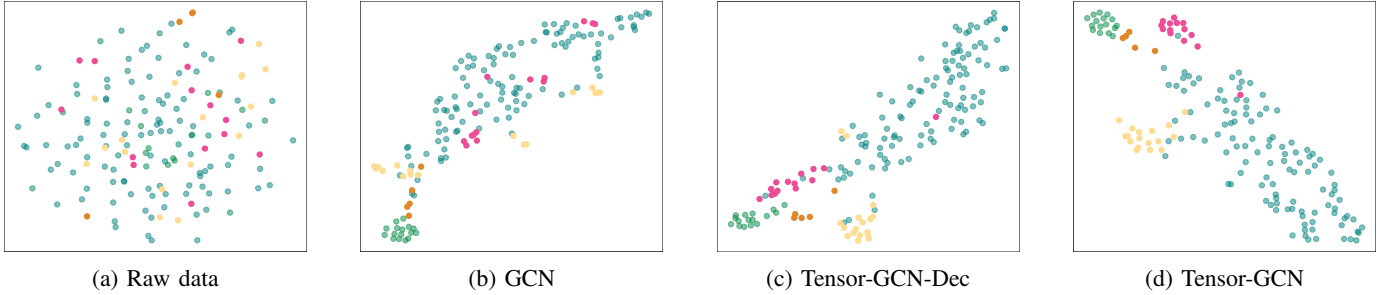 (a) Raw data
(b) GCN
(c) Tensor-GCN-Dec
(d) Tensor-GCN